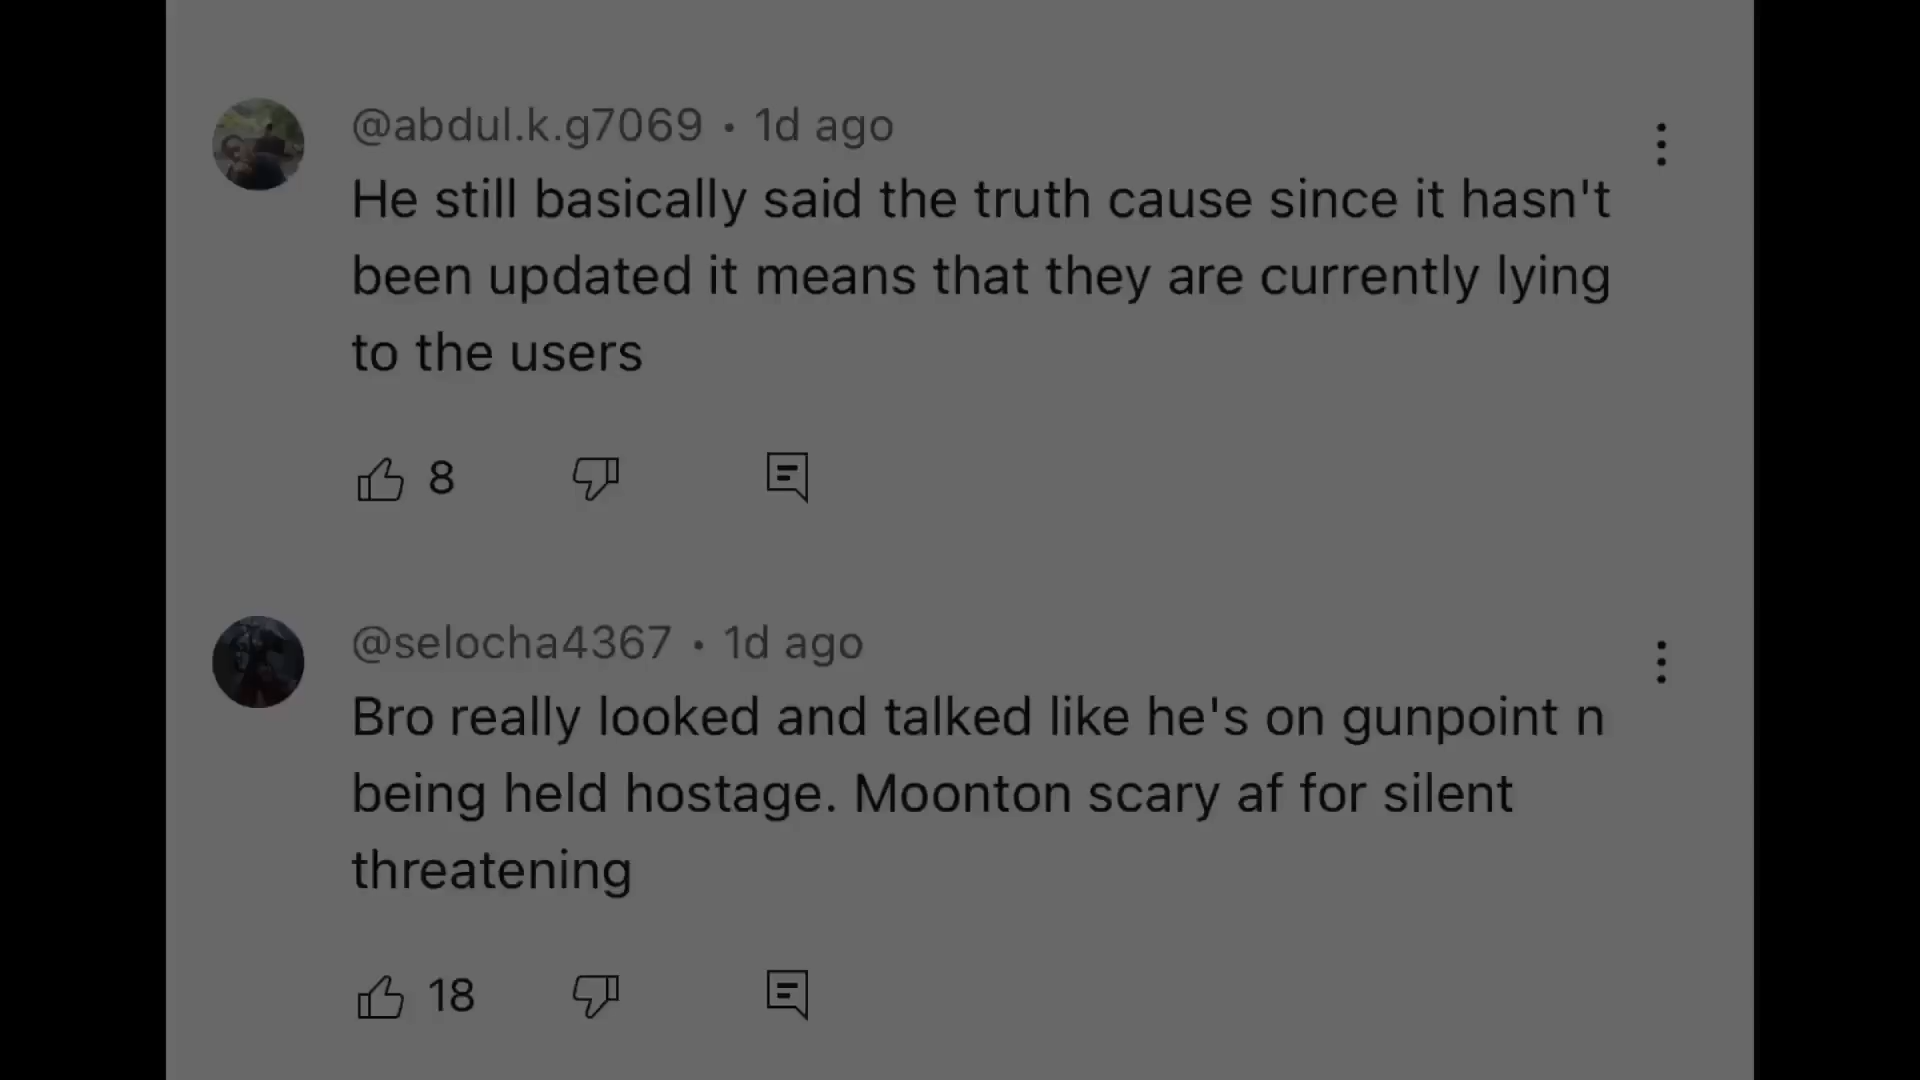 @abdul.k.g7069 • 1d ago
He still basically said the truth cause since it hasn't
been updated it means that they are currently lying
to the users
8
@selocha4367 • 1d ago
Bro really looked and talked like he's on gunpoint n
being held hostage. Moonton scary af for silent
threatening
18